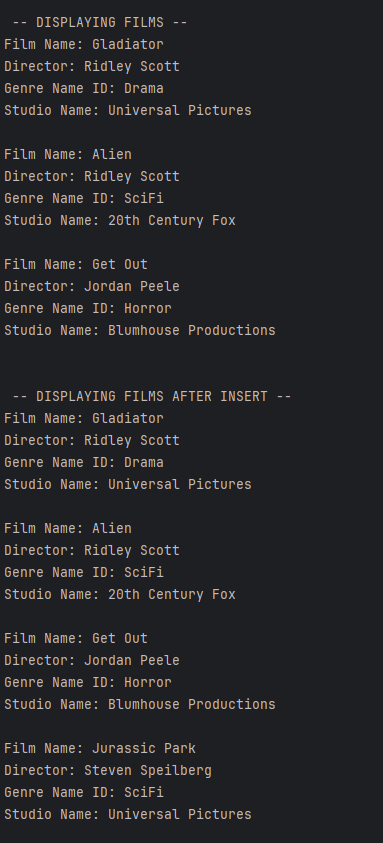 -- DISPLAYING FILMS --
Film Name: Gladiator
Director: Ridley Scott
Genre Name ID: Drama
Studio Name: Universal Pictures
Film Name: Alien
Director: Ridley Scott
Genre Name ID: SciFi
Studio Name: 20th Century Fox
Film Name: Get Out
Director: Jordan Peele
Genre Name ID: Horror
Studio Name: Blumhouse Productions
-- DISPLAYING FILMS AFTER INSERT --
Film Name: Gladiator
Director: Ridley Scott
Genre Name ID: Drama
Studio Name: Universal Pictures
Film Name: Alien
Director: Ridley Scott
Genre Name ID: SciFi
Studio Name: 20th Century Fox
Film Name: Get Out
Director: Jordan Peele
Genre Name ID: Horror
Studio Name: Blumhouse Productions
Film Name: Jurassic Park
Director: Steven Speilberg
Genre Name ID: SciFi
Studio Name: Universal Pictures